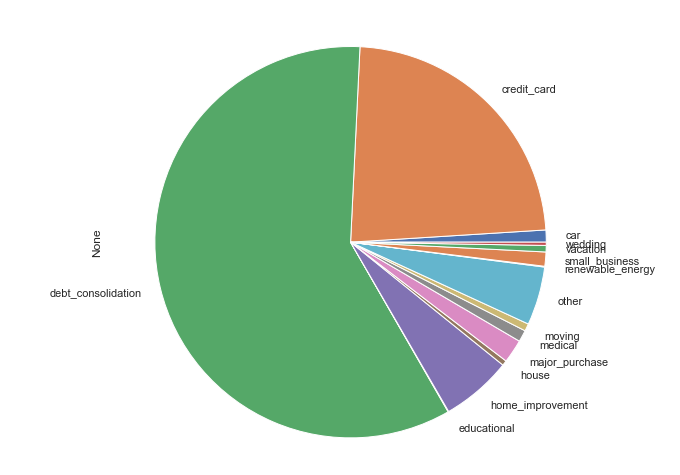 credit_card
car
wedding
vacation
small_business
renewable_energy
other
moving
medical
major_purchase
house
home_improvement
educational
debt_consolidation
None